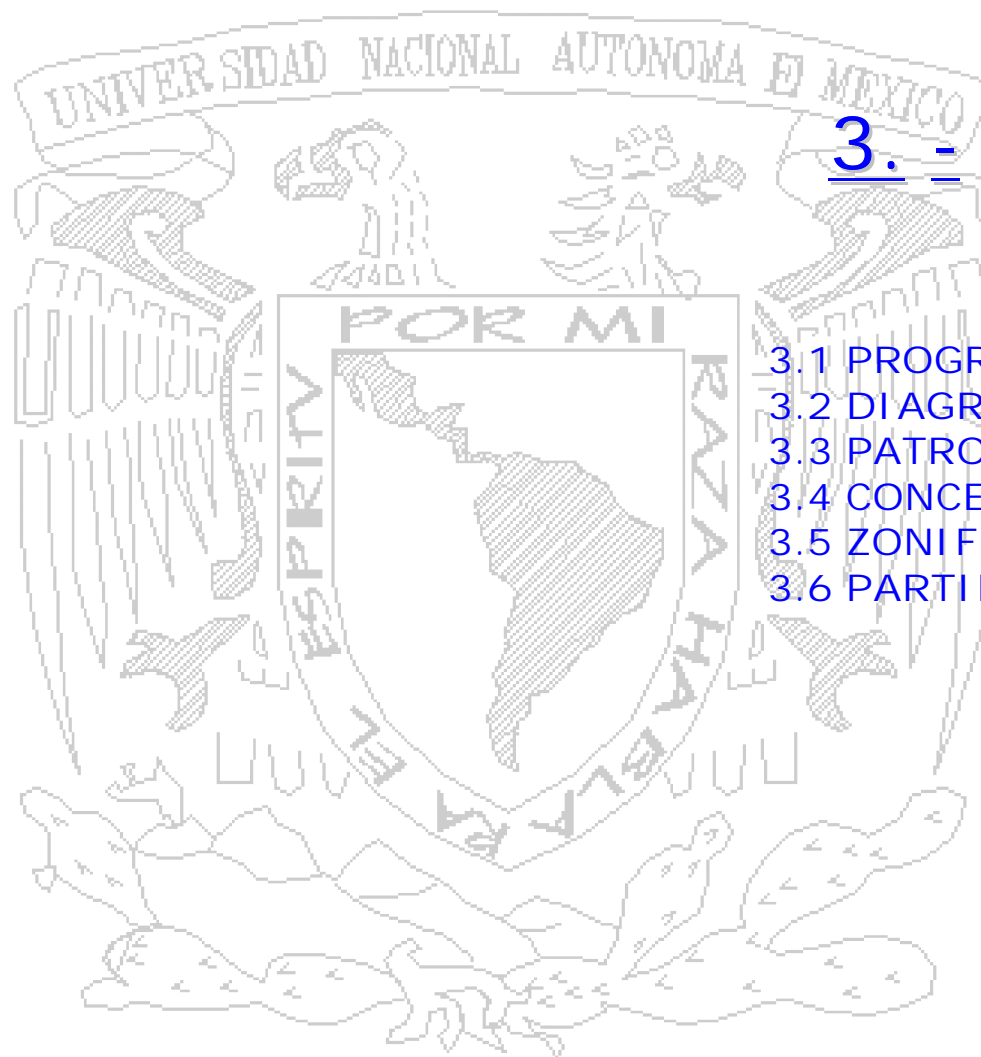 UNIVERSIDAD NACIONAL AUTONOMA
MEXICO
3. -
POR MI RAZA HABLARA EL ESPRITV
3.1 PROGR
3.2 DIAGR
3.3 PATRO
3.4 CONCE
3.5 ZONIF
3.6 PARTI